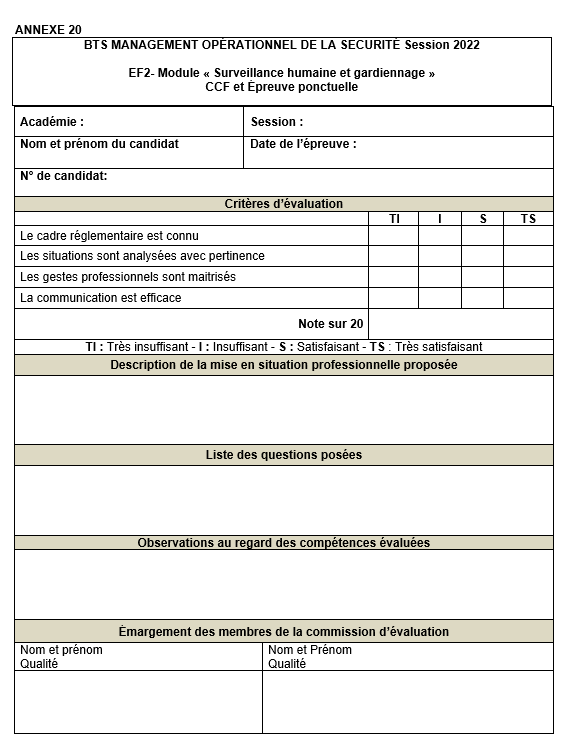 ANNEXE 20
BTS MANAGEMENT OPÉRATIONNEL DE LA SECURITÉ Session 2022
EF2- Module « Surveillance humaine et gardiennage »
CCF et Épreuve ponctuelle
Académie :
Session :
Nom et prénom du candidat
Date de l’épreuve :
N° de candidat:
Critères d’évaluation
TI I S TS
Le cadre réglementaire est connu
Les situations sont analysées avec pertinence
Les gestes professionnels sont maitrisés
La communication est efficace
Note sur 20
TI : Très insuffisant - I : Insuffisant - S : Satisfaisant - TS : Très satisfaisant
Description de la mise en situation professionnelle proposée
Liste des questions posées
Observations au regard des compétences évaluées
Émargement des membres de la commission d’évaluation
Nom et prénom
Qualité
Nom et Prénom
Qualité